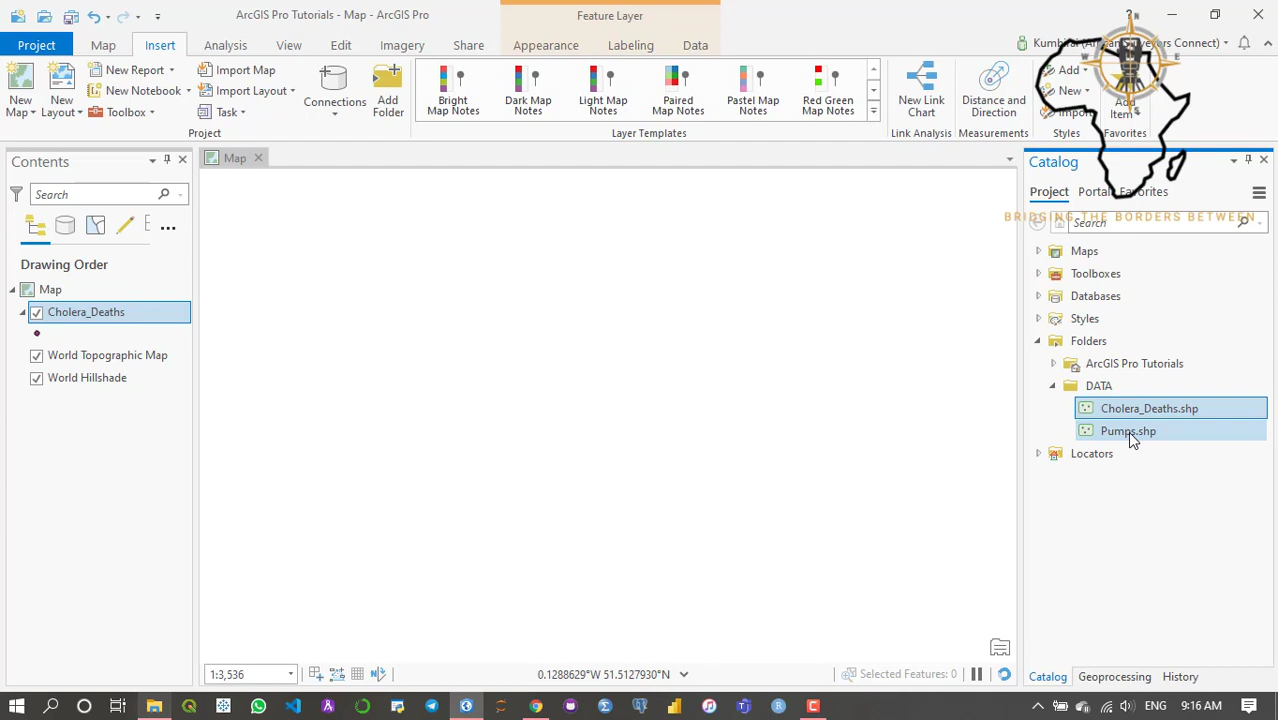 ArcGIS Pro Tutorials - Map - ArcGIS Pro
Feature Layer
?
Project
Map
Insert
Analysis
View
Edit
Imagery
Share
Appearance
Labeling
Data
New Map
New Layout
New Report
New Notebook
Toolbox
Import Map
Import Layout
Task
Connections
Add Folder
Project
Bright Map Notes
Dark Map Notes
Light Map Notes
Paired Map Notes
Pastel Map Notes
Red Green Map Notes
Layer Templates
New Link Chart
Link Analysis
Distance and Direction
Measurements
Add
New
Import
Styles
Add Item
Favorites
N
W
E
S
BRIDGING THE BORDERS BETWEEN
Contents
Search
Drawing Order
Map
Cholera_Deaths
World Topographic Map
World Hillshade
Map
1:3,536
0.1288629°W 51.5127930°N
Selected Features: 0
Catalog
Project
Portal
Favorites
Search
Maps
Toolboxes
Databases
Styles
Folders
ArcGIS Pro Tutorials
DATA
Cholera_Deaths.shp
Pumps.shp
Locators
Catalog
Geoprocessing
History
ENG
9:16 AM